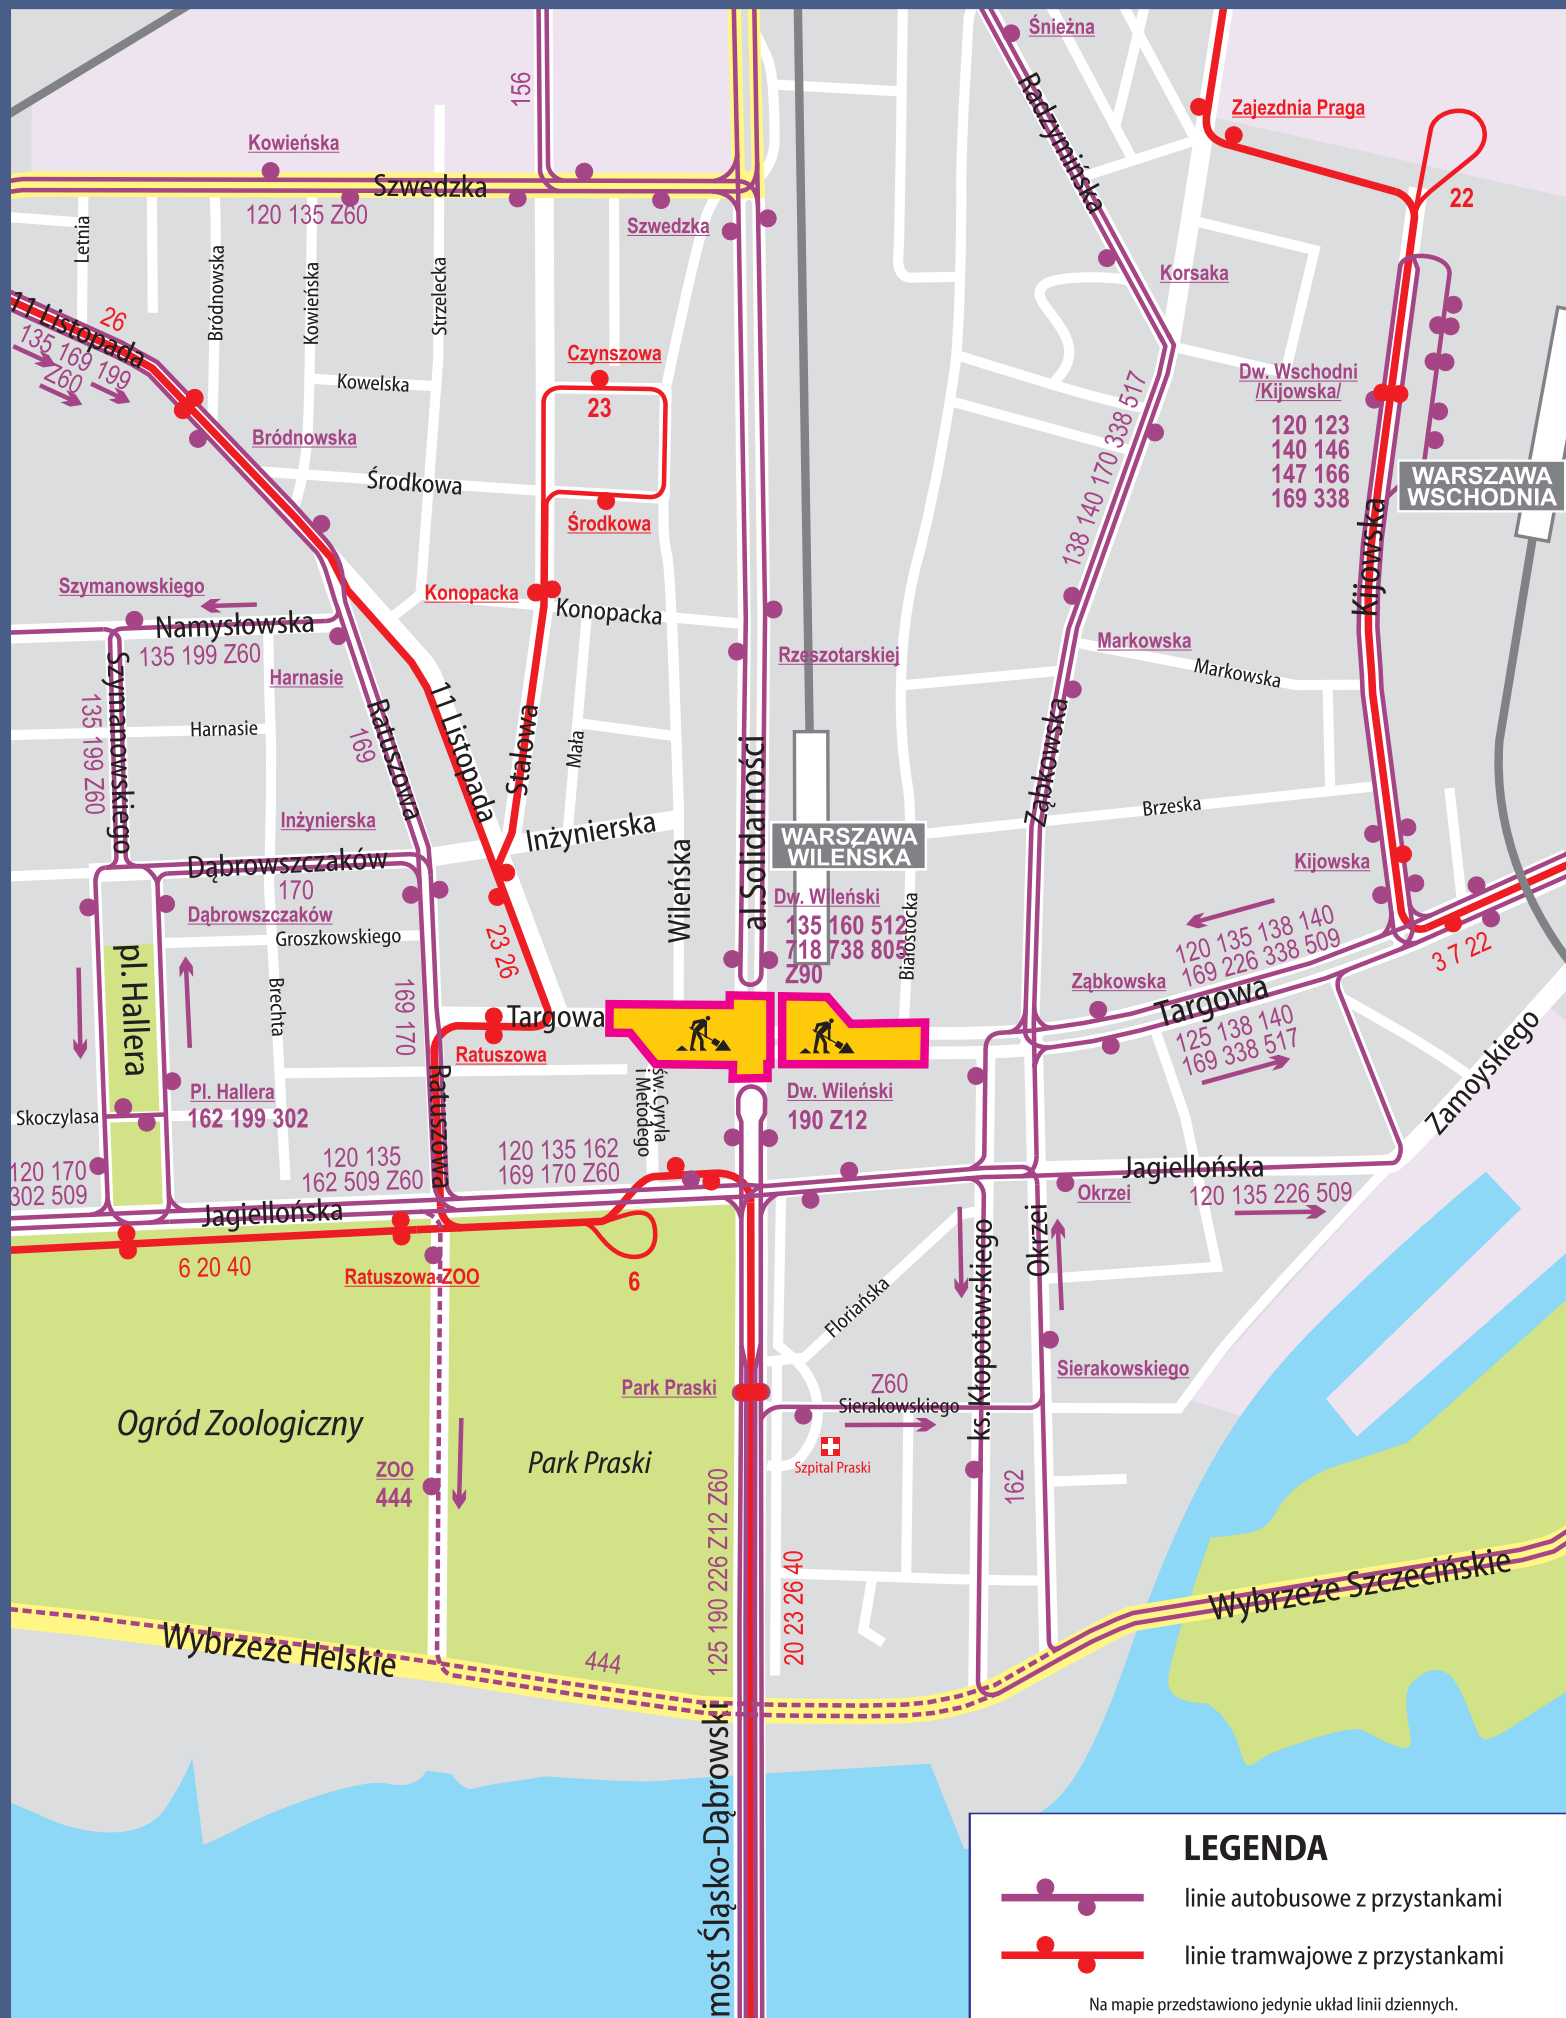 Śnieżna
156
Radzymińska
Zajezdnia Praga
22
Kowieńska
Szwedzka
120 135 Z60
Szwedzka
Letnia
Bródnowska
Kowieńska
Strzelecka
Korsaka
11 Listopada
26
135 169 199
Z60
Czynszowa
23
Kowelska
Dw. Wschodni
/Kijowska/
120 123
140 146
147 166
169 338
WARSZAWA
WSCHODNIA
138 140 170 338 517
Bródnowska
Środkowa
Środkowa
Kijowska
Szymanowskiego
Namysłowska
135 199 Z60
Konopacka
Konopacka
Harnasie
Rzeszotarskiej
Markowska
Markowska
Szymanowskiego
135 199 Z60
Harnasie
Ratuszowa
169
11 Listopada
Stalowa
Mała
al.Solidarności
Ząbkowska
Brzeska
Inżynierska
Inżynierska
WARSZAWA
WILEŃSKA
Wileńska
Dąbrowszczaków
170
Dąbrowszczaków
Groszkowskiego
Kijowska
Dw. Wileński
135 160 512
718 738 805
Z90
Białostocka
120 135 138 140
169 226 338 509
3 7 22
23 26
pl. Hallera
Brechta
169 170
Targowa
Ratuszowa
Ząbkowska
Targowa
125 138 140
169 338 517
Zamoyskiego
Ratuszowa
św. Cyryla
i Metodego
Dw. Wileński
190 Z12
Pl. Hallera
162 199 302
Skoczylasa
120 170
302 509
120 135
162 509 Z60
120 135 162
169 170 Z60
Jagiellońska
Jagiellońska
Okrzei
120 135 226 509
6 20 40
Ratuszowa-ZOO
6
Floriańska
ks.Kłopotowskiego
Okrzei
Sierakowskiego
Park Praski
Z60
Sierakowskiego
Ogród Zoologiczny
Park Praski
Szpital Praski
ZOO
444
162
125 190 226 Z12 Z60
20 23 26 40
Wybrzeże Szczecińskie
Wybrzeże Helskie
444
most Śląsko-Dąbrowski
LEGENDA
linie autobusowe z przystankami
linie tramwajowe z przystankami
Na mapie przedstawiono jedynie układ linii dziennych.